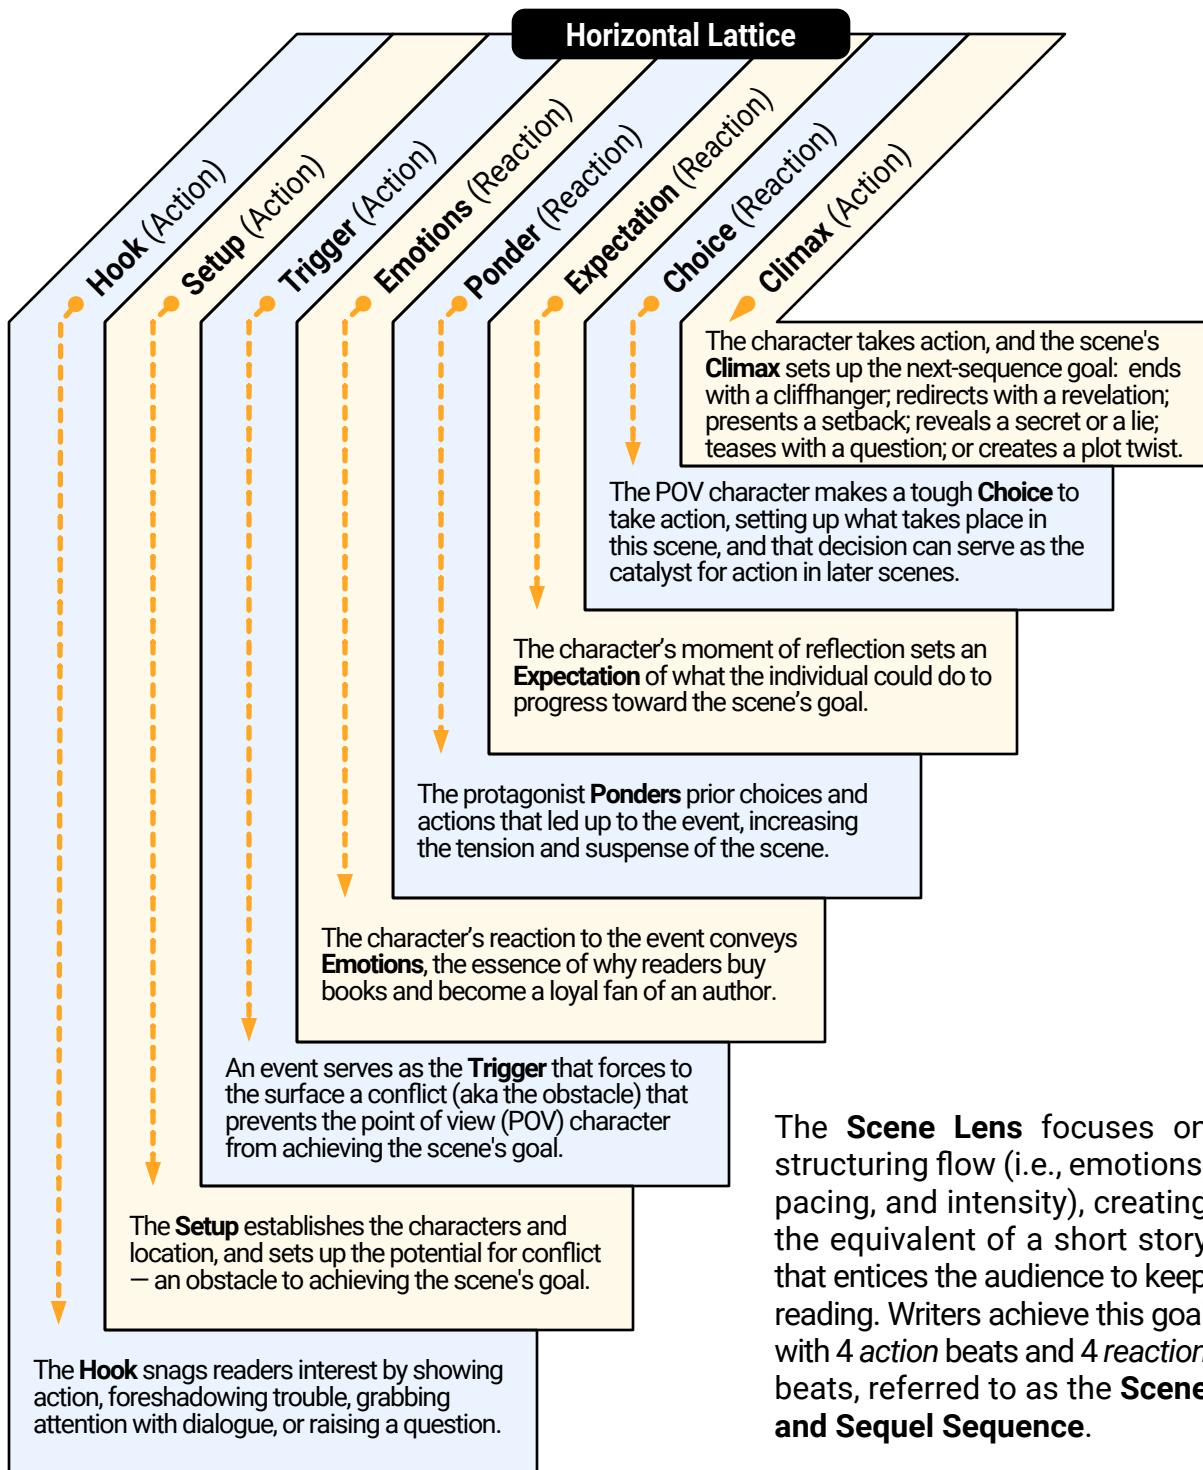 Horizontal Lattice
Hook (Action)
Setup (Action)
Trigger (Action)
Emotions (Reaction)
Ponder (Reaction)
Expectation (Reaction)
Choice (Reaction)
Climax (Action)
The character takes action, and the scene's
Climax sets up the next-sequence goal: ends
with a cliffhanger; redirects with a revelation;
presents a setback; reveals a secret or a lie;
teases with a question; or creates a plot twist.
The POV character makes a tough Choice to
take action, setting up what takes place in
this scene, and that decision can serve as the
catalyst for action in later scenes.
The character’s moment of reflection sets an
Expectation of what the individual could do to
progress toward the scene’s goal.
The protagonist Ponders prior choices and
actions that led up to the event, increasing
the tension and suspense of the scene.
The character’s reaction to the event conveys
Emotions, the essence of why readers buy
books and become a loyal fan of an author.
An event serves as the Trigger that forces to
the surface a conflict (aka the obstacle) that
prevents the point of view (POV) character
from achieving the scene's goal.
The Setup establishes the characters and
location, and sets up the potential for conflict
— an obstacle to achieving the scene's goal.
The Hook snags readers interest by showing
action, foreshadowing trouble, grabbing
attention with dialogue, or raising a question.
The Scene Lens focuses on
structuring flow (i.e., emotions,
pacing, and intensity), creating
the equivalent of a short story
that entices the audience to keep
reading. Writers achieve this goal
with 4 action beats and 4 reaction
beats, referred to as the Scene
and Sequel Sequence.